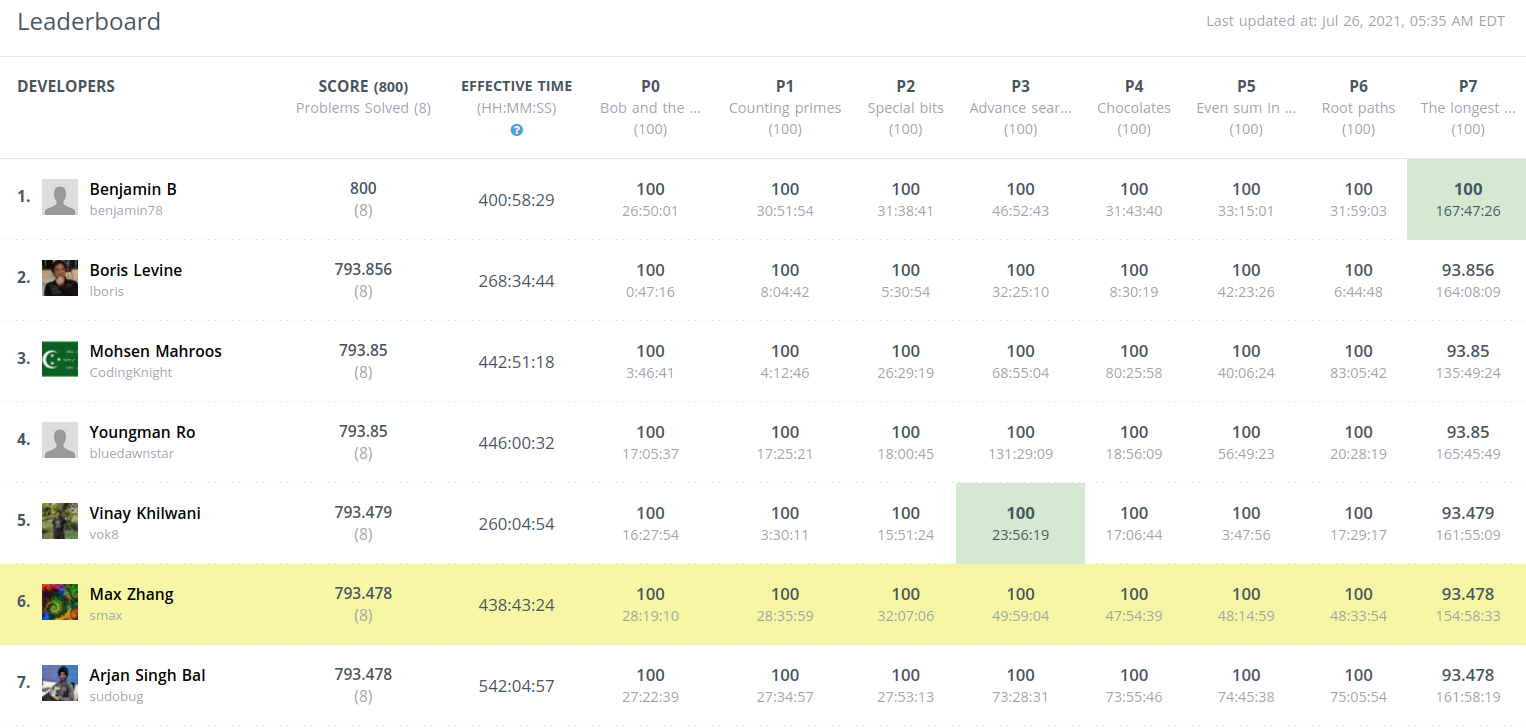 Leaderboard
Last updated at: Jul 26, 2021, 05:35 AM EDT
DEVELOPERS SCORE (800) EFFECTIVE TIME P0 P1 P2 P3 P4 P5 P6 P7
Problems Solved (8) (HH:MM:SS) Bob and the ... Counting primes Special bits Advance sear... Chocolates Even sum in ... Root paths The longest ...
? (100) (100) (100) (100) (100) (100) (100) (100)
1. Benjamin B 800 400:58:29 100 100 100 100 100 100 100 100
benjamin78 (8) 26:50:01 30:51:54 31:38:41 46:52:43 31:43:40 33:15:01 31:59:03 167:47:26
2. Boris Levine 793.856 268:34:44 100 100 100 100 100 100 100 93.856
lboris (8) 0:47:16 8:04:42 5:30:54 32:25:10 8:30:19 42:23:26 6:44:48 164:08:09
3. Mohsen Mahroos 793.85 442:51:18 100 100 100 100 100 100 100 93.85
CodingKnight (8) 3:46:41 4:12:46 26:29:19 68:55:04 80:25:58 40:06:24 83:05:42 135:49:24
4. Youngman Ro 793.85 446:00:32 100 100 100 100 100 100 100 93.85
bluedawnstar (8) 17:05:37 17:25:21 18:00:45 131:29:09 18:56:09 56:49:23 20:28:19 165:45:49
5. Vinay Khilwani 793.479 260:04:54 100 100 100 100 100 100 100 93.479
vok8 (8) 16:27:54 3:30:11 15:51:24 23:56:19 17:06:44 3:47:56 17:29:17 161:55:09
6. Max Zhang 793.478 438:43:24 100 100 100 100 100 100 100 93.478
smax (8) 28:19:10 28:35:59 32:07:06 49:59:04 47:54:39 48:14:59 48:33:54 154:58:33
7. Arjan Singh Bal 793.478 542:04:57 100 100 100 100 100 100 100 93.478
sudobug (8) 27:22:39 27:34:57 27:53:13 73:28:31 73:55:46 74:45:38 75:05:54 161:58:19